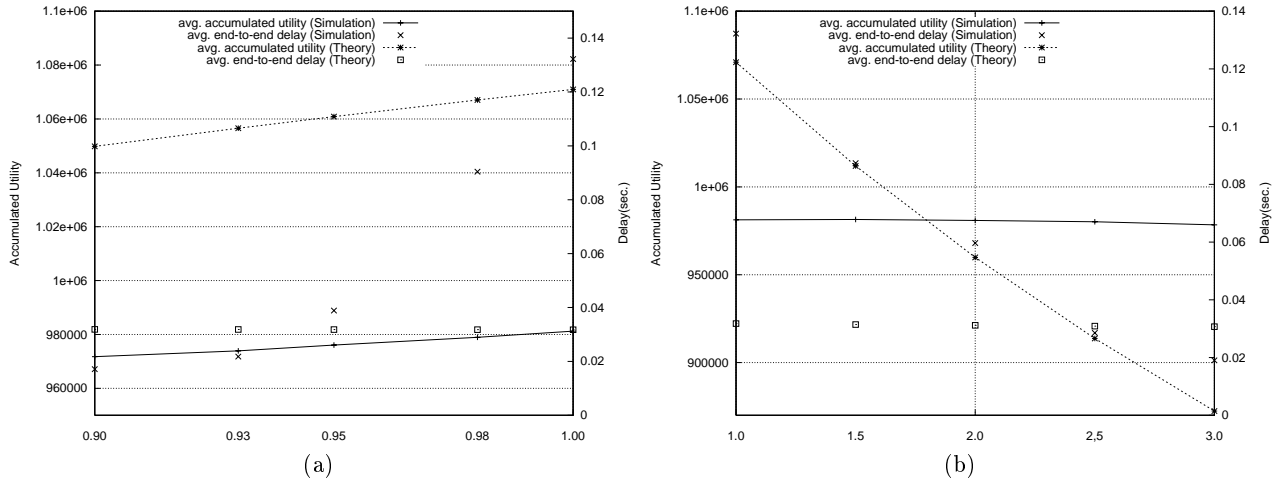 avg. accumulated utility (Simulation)
avg. end-to-end delay (Simulation)
avg. accumulated utility (Theory)
avg. end-to-end delay (Theory)
1.1e+06
1.08e+06
1.06e+06
1.04e+06
1.02e+06
1e+06
980000
960000
Accumulated Utility
0.14
0.12
0.1
0.08
0.06
0.04
0.02
0
Delay(sec.)
0.90
0.93
0.95
0.98
1.00
(a)
avg. accumulated utility (Simulation)
avg. end-to-end delay (Simulation)
avg. accumulated utility (Theory)
avg. end-to-end delay (Theory)
1.1e+06
1.05e+06
1e+06
950000
900000
Accumulated Utility
0.14
0.12
0.1
0.08
0.06
0.04
0.02
0
Delay(sec.)
1.0
1.5
2.0
2,5
3.0
(b)